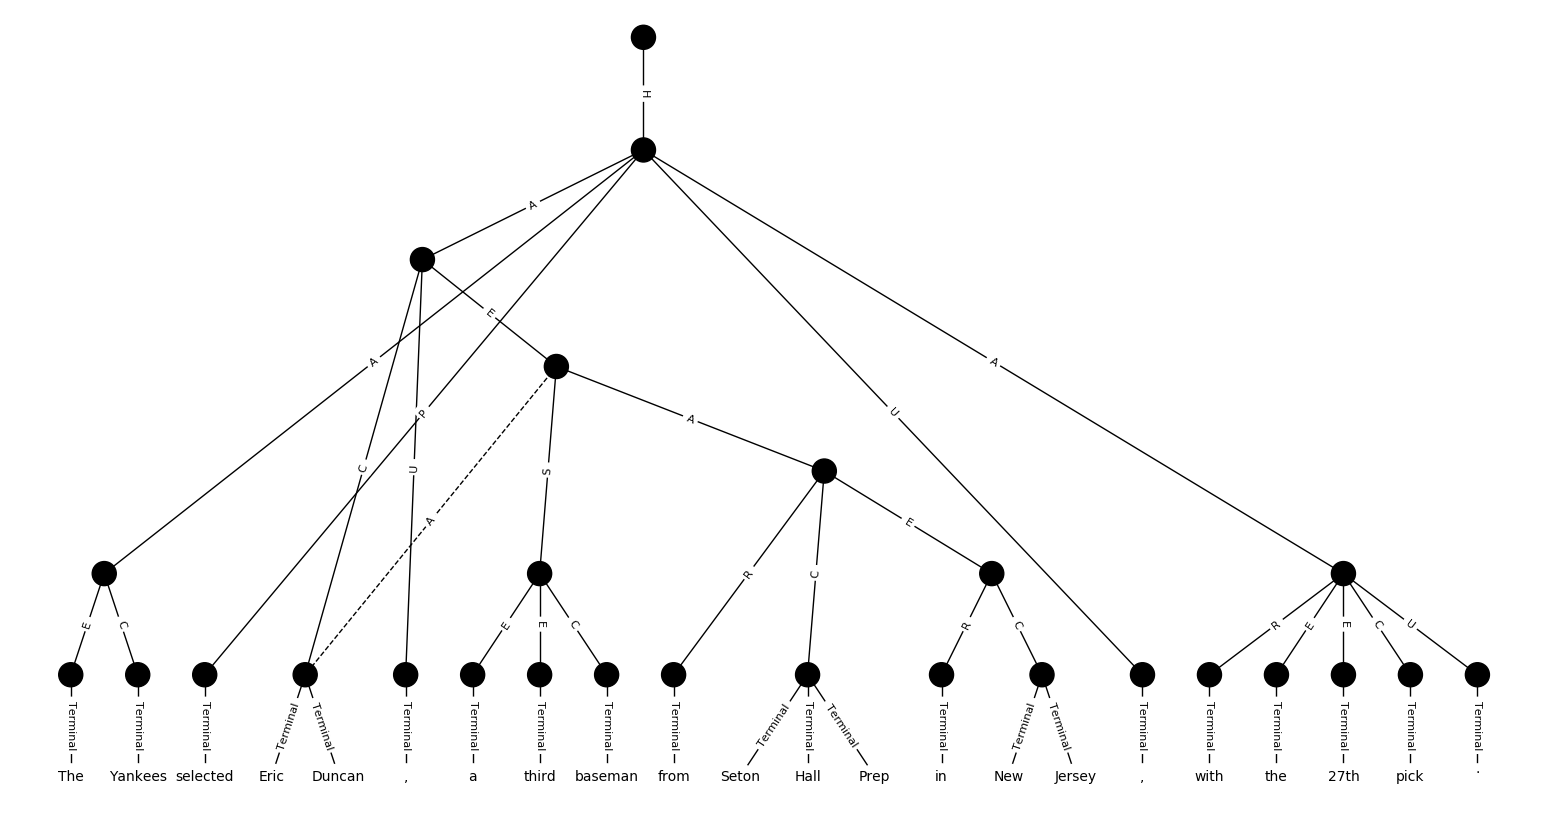 H
A
E
A
A
P
U
A
C
U
S
A
R
C
E
E
C
E
E
C
R
C
R
E
E
C
U
Terminal Terminal Terminal Terminal Terminal Terminal Terminal Terminal Terminal Terminal Terminal Terminal Terminal Terminal Terminal Terminal Terminal Terminal Terminal Terminal Terminal Terminal
The Yankees selected Eric Duncan , a third baseman from Seton Hall Prep in New Jersey , with the 27th pick .